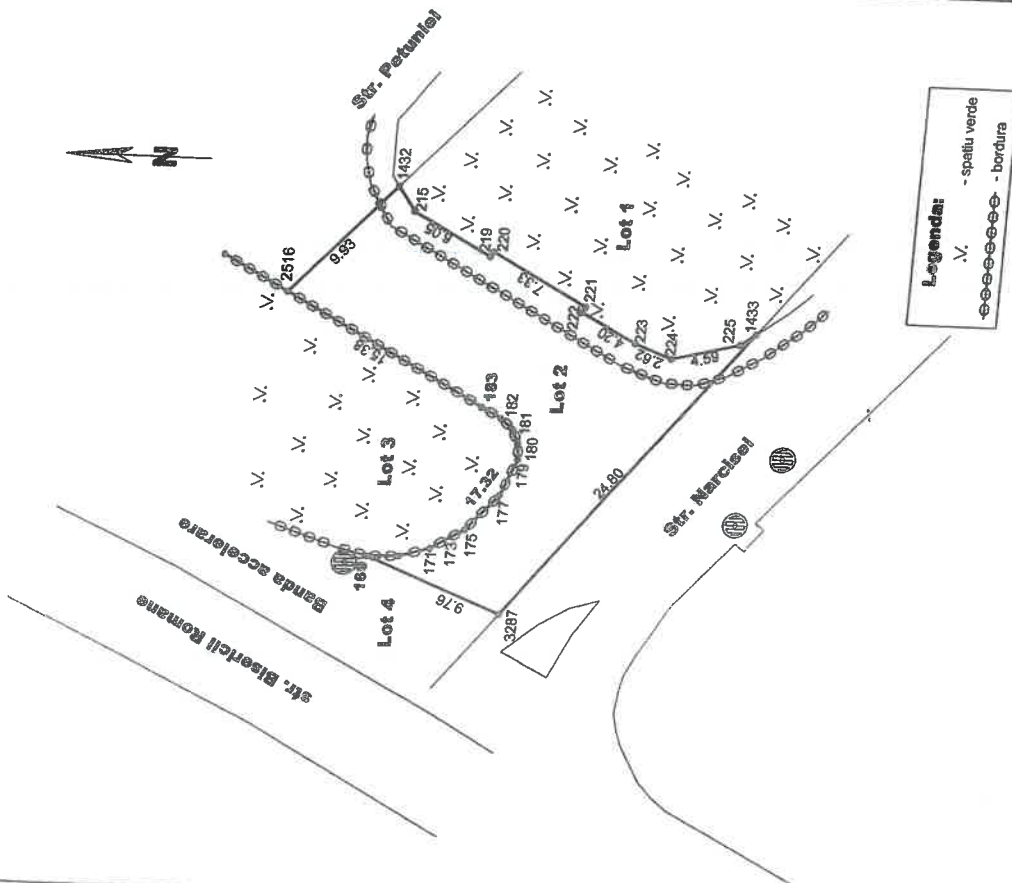 Str. Petuniei
N
1432
2516
9.93
215
6.05
219
220
7.33
Lot 1
221
222
4.20
223
224
2.62
225
4.59
1433
15.38
183
182
181
180
179
17.32
177
175
173
171
Lot 2
Lot 3
Lot 4
9.76
3287
24.80
Str. Narcisei
Banda accelerare
str. Bisericii Romane
Legenda:
.V. - spatiu verde
- bordura